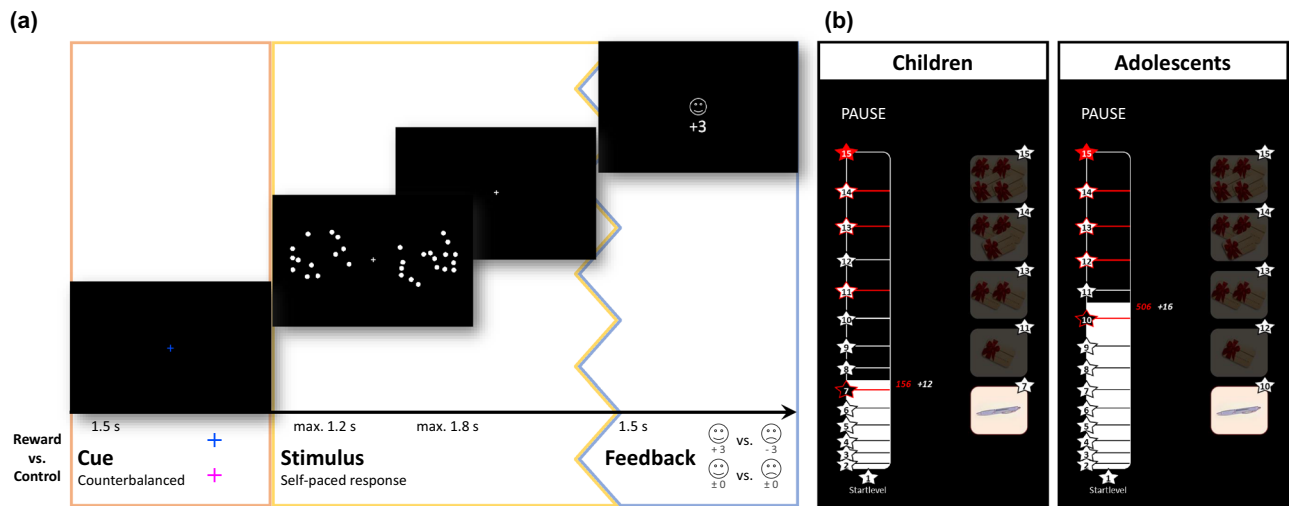 (a)
+3
1.5 s
max. 1.2 s
max. 1.8 s
1.5 s
Reward
vs.
Control
Cue
Counterbalanced
Stimulus
Self-paced response
Feedback
+ 3
vs.
- 3
± 0
vs.
± 0
(b)
Children
PAUSE
15
14
13
12
11
10
9
8
7
6
5
4
3
2
1
Startlevel
156 +12
15
14
13
11
7
Adolescents
PAUSE
15
14
13
12
11
10
9
8
7
6
5
4
3
2
1
Startlevel
506 +16
15
14
13
12
10